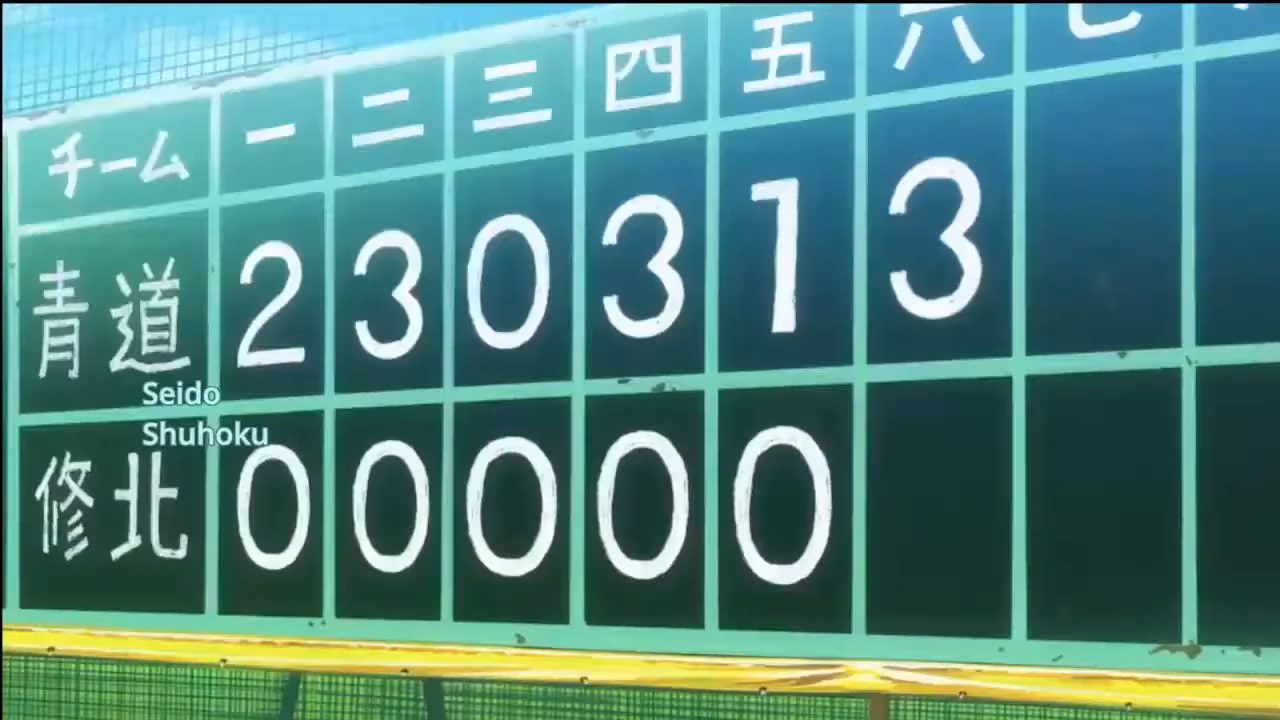 チーム 一 二 三 四 五 六 七
青道 2 3 0 3 1 3
Seido
Shuhoku
修北 0 0 0 0 0